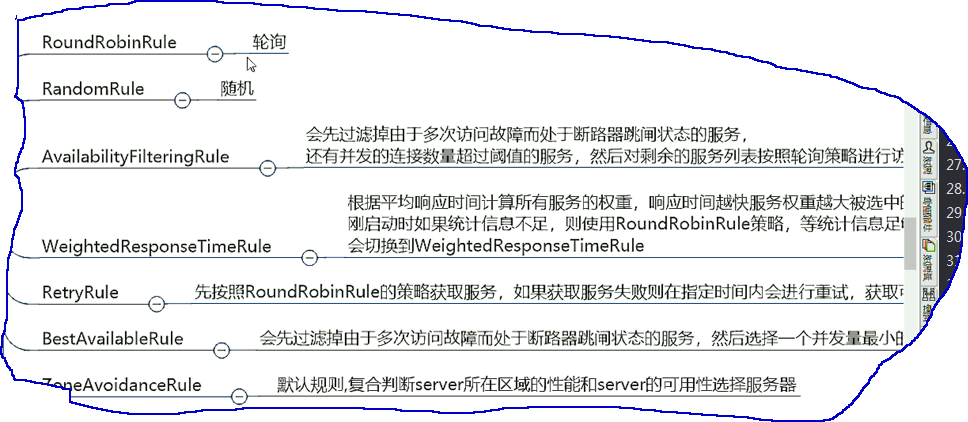 RoundRobinRule 轮询
RandomRule 随机
会先过滤掉由于多次访问故障而处于断路器跳闸状态的服务，
AvailabilityFilteringRule 还有并发的连接数量超过阈值的服务，然后对剩余的服务列表按照轮询策略进行访
根据平均响应时间计算所有服务的权重，响应时间越快服务权重越大被选中的
刚启动时如果统计信息不足，则使用RoundRobinRule策略，等统计信息足
WeightedResponseTimeRule 会切换到WeightedResponseTimeRule
RetryRule 先按照RoundRobinRule的策略获取服务，如果获取服务失败则在指定时间内会进行重试，获取可
BestAvailableRule 会先过滤掉由于多次访问故障而处于断路器跳闸状态的服务，然后选择一个并发量最小的
ZoneAvoidanceRule 默认规则,复合判断server所在区域的性能和server的可用性选择服务器
27.
28.
29
30